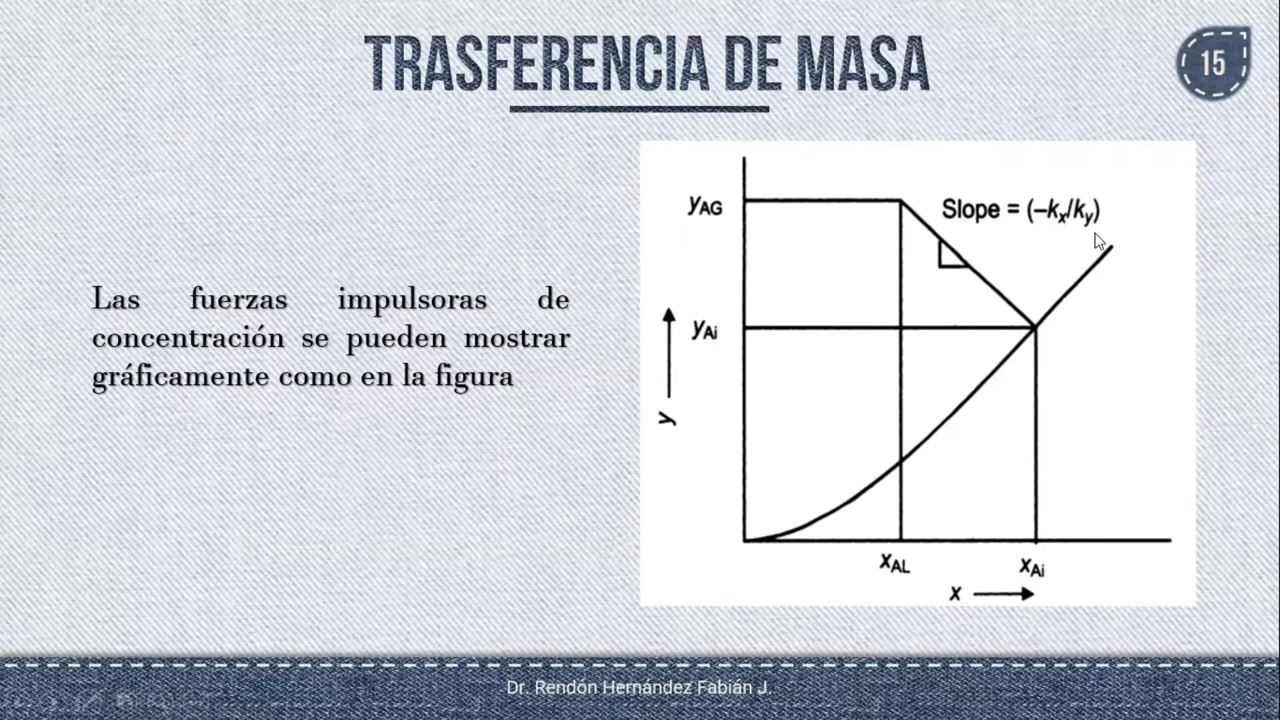 TRASFERENCIA DE MASA
15
Las fuerzas impulsoras de
concentración se pueden mostrar
gráficamente como en la figura
yAG
Slope = (–kx/ky)
yAi
y
xAL
xAi
x
Dr. Rendón Hernández Fabián J.